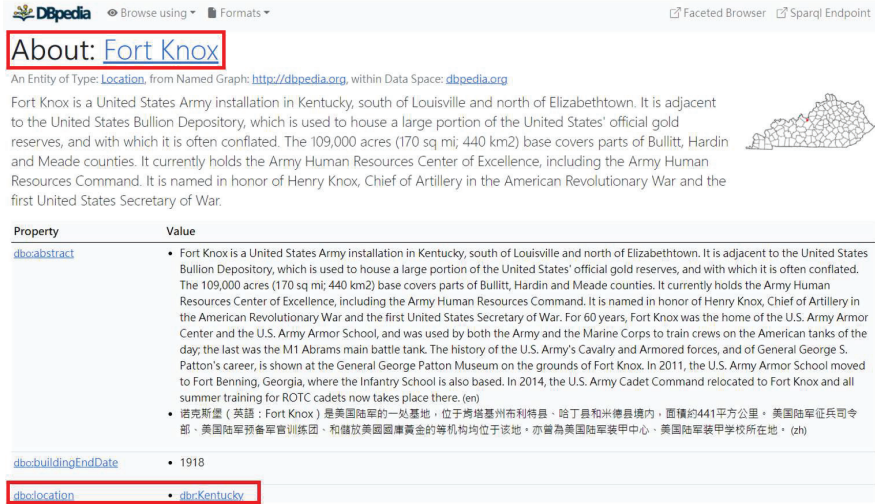 DBpedia Browse using Formats Faceted Browser Sparql Endpoint
About: Fort Knox
An Entity of Type: Location, from Named Graph: http://dbpedia.org, within Data Space: dbpedia.org
Fort Knox is a United States Army installation in Kentucky, south of Louisville and north of Elizabethtown. It is adjacent
to the United States Bullion Depository, which is used to house a large portion of the United States' official gold
reserves, and with which it is often conflated. The 109,000 acres (170 sq mi; 440 km2) base covers parts of Bullitt, Hardin
and Meade counties. It currently holds the Army Human Resources Center of Excellence, including the Army Human
Resources Command. It is named in honor of Henry Knox, Chief of Artillery in the American Revolutionary War and the
first United States Secretary of War.
Property Value
dbo:abstract • Fort Knox is a United States Army installation in Kentucky, south of Louisville and north of Elizabethtown. It is adjacent to the United States
Bullion Depository, which is used to house a large portion of the United States' official gold reserves, and with which it is often conflated.
The 109,000 acres (170 sq mi; 440 km2) base covers parts of Bullitt, Hardin and Meade counties. It currently holds the Army Human
Resources Center of Excellence, including the Army Human Resources Command. It is named in honor of Henry Knox, Chief of Artillery in
the American Revolutionary War and the first United States Secretary of War. For 60 years, Fort Knox was the home of the U.S. Army Armor
Center and the U.S. Army Armor School, and was used by both the Army and the Marine Corps to train crews on the American tanks of the
day; the last was the M1 Abrams main battle tank. The history of the U.S. Army's Cavalry and Armored forces, and of General George S.
Patton's career, is shown at the General George Patton Museum on the grounds of Fort Knox. In 2011, the U.S. Army Armor School moved
to Fort Benning, Georgia, where the Infantry School is also based. In 2014, the U.S. Army Cadet Command relocated to Fort Knox and all
summer training for ROTC cadets now takes place there. (en)
• 诺克斯堡（英語：Fort Knox）是美国陆军的一处基地，位于肯塔基州布利特县、哈丁县和米德县境内，面積約441平方公里。 美国陆军征兵司令
部、美国陆军预备军官训练团、和儲放美國國庫黃金的等机构均位于该地。亦曾為美国陆军装甲中心、美国陆军装甲学校所在地。 (zh)
dbo:buildingEndDate • 1918
dbo:location • dbr:Kentucky